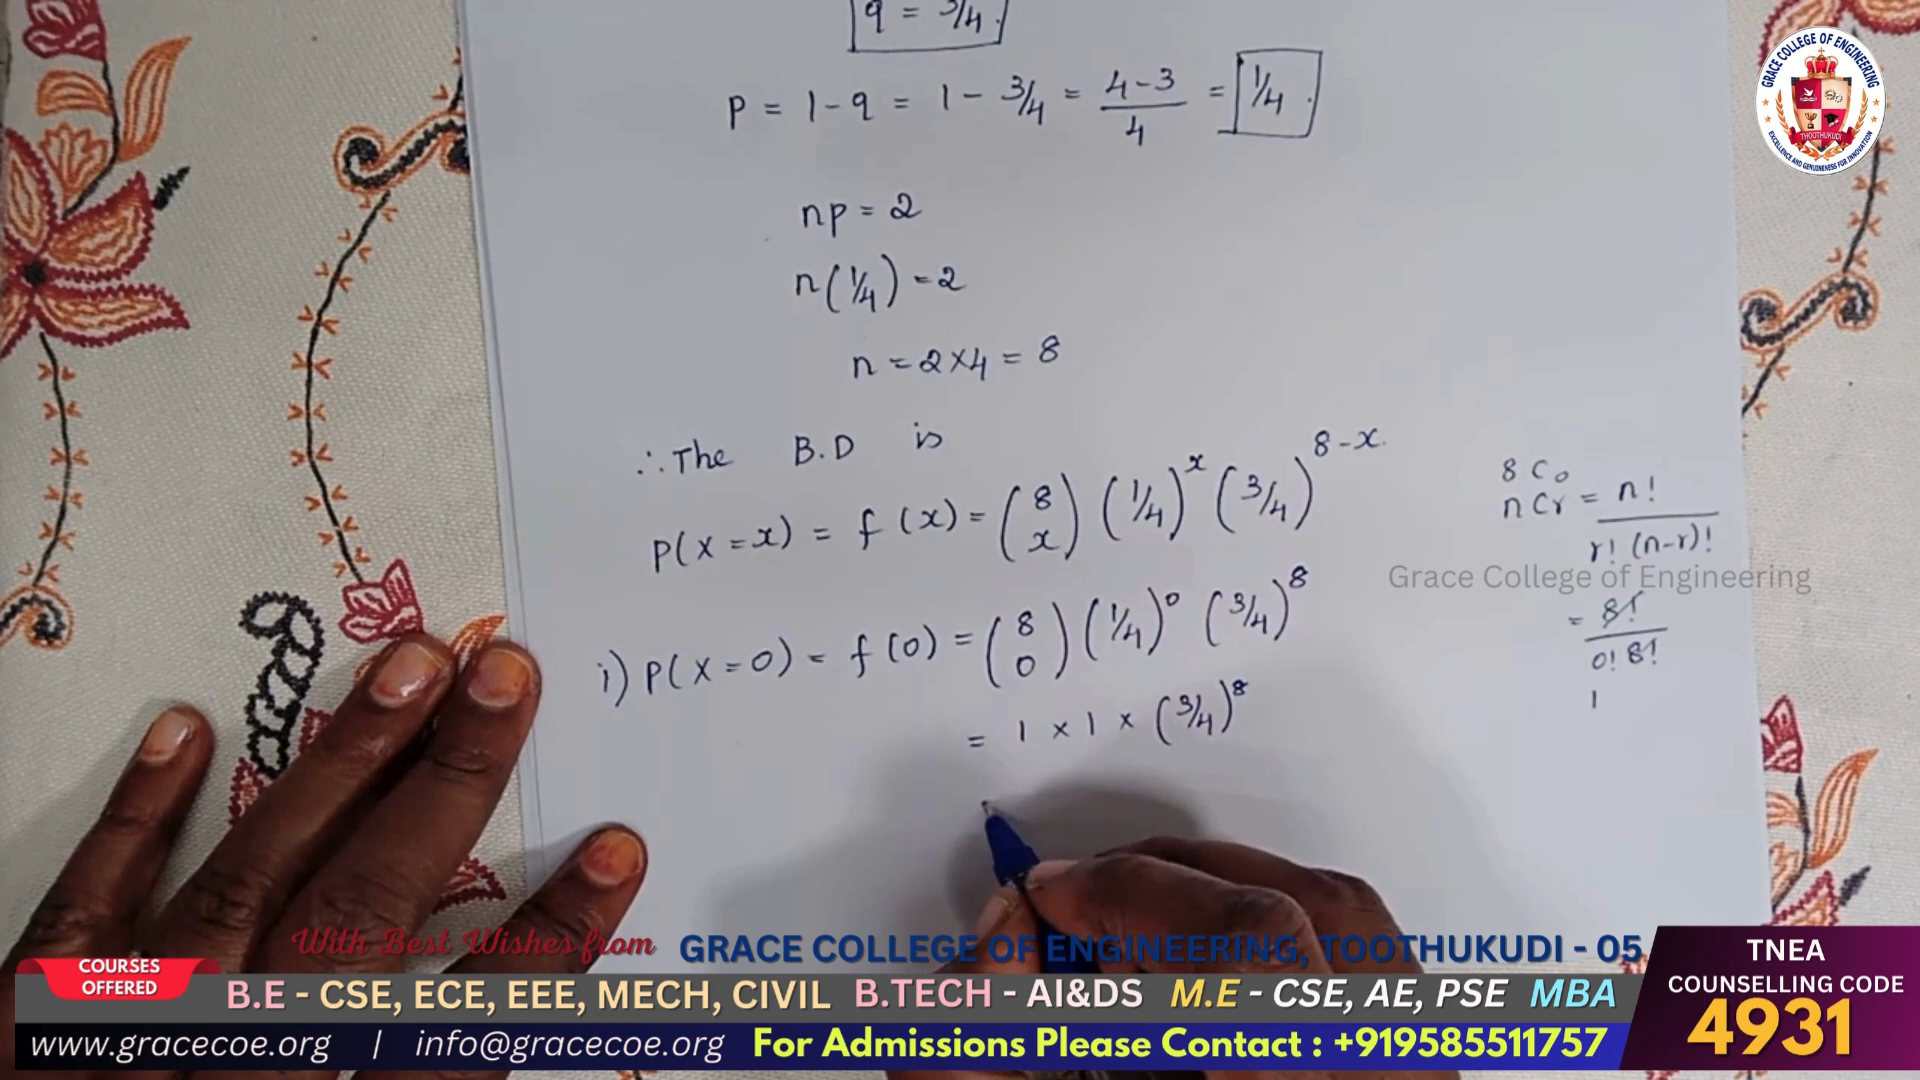 q = 3/4.
P = 1 - q = 1 - 3/4 = 4-3/4 = 1/4.
np = 2
n(1/4) = 2
n = 2×4 = 8
∴ The B.D is
P(X=x) = f(x) = (8 x) (1/4)^x (3/4)^8-x.
i) P(X=0) = f(0) = (8 0) (1/4)^0 (3/4)^8
= 1 × 1 × (3/4)^8
8C0
nCr = n!/r!(n-r)!
= 8!/0! 8!
1
Grace College of Engineering
GRACE COLLEGE OF ENGINEERING
THOOTHUKUDI
EXCELLENCE AND GENUINENESS FOR INNOVATION
With Best Wishes from GRACE COLLEGE OF ENGINEERING, TOOTHUKUDI - 05
COURSES
OFFERED
B.E - CSE, ECE, EEE, MECH, CIVIL B.TECH - AI&DS M.E - CSE, AE, PSE MBA
www.gracecoe.org | info@gracecoe.org For Admissions Please Contact : +919585511757
TNEA
COUNSELLING CODE
4931